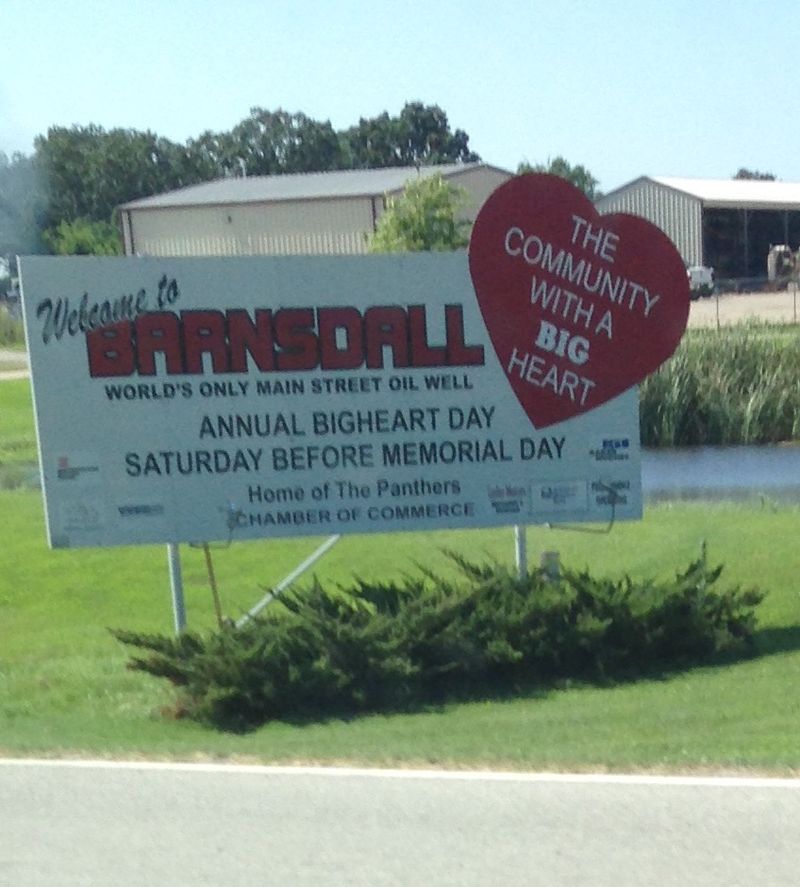 Welcome to
BARNSDALL
WORLD'S ONLY MAIN STREET OIL WELL
ANNUAL BIGHEART DAY
SATURDAY BEFORE MEMORIAL DAY
Home of The Panthers
CHAMBER OF COMMERCE
THE
COMMUNITY
WITH A
BIG
HEART